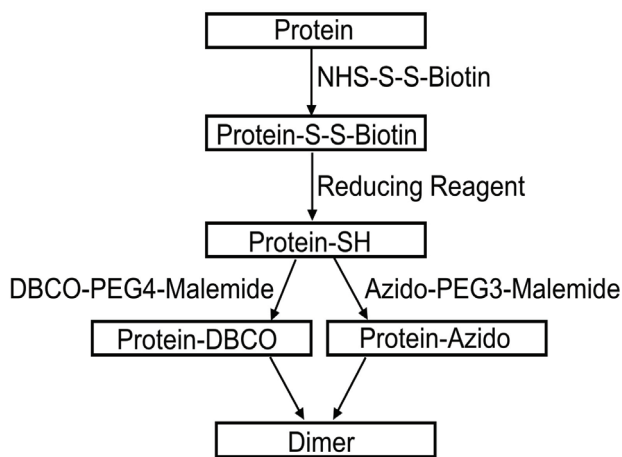 Protein
NHS-S-S-Biotin
Protein-S-S-Biotin
Reducing Reagent
Protein-SH
DBCO-PEG4-Malemide
Azido-PEG3-Malemide
Protein-DBCO
Protein-Azido
Dimer